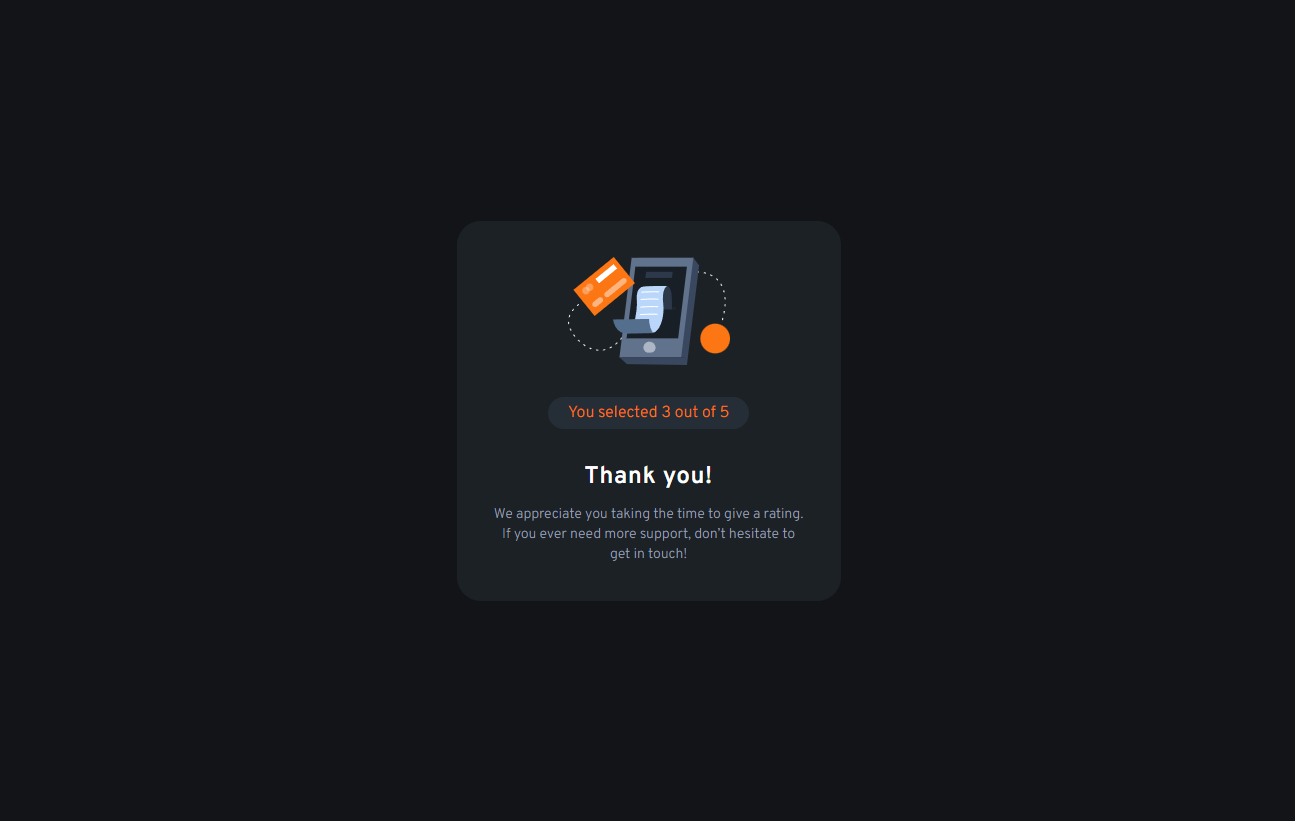 You selected 3 out of 5
Thank you!
We appreciate you taking the time to give a rating.
If you ever need more support, don’t hesitate to
get in touch!